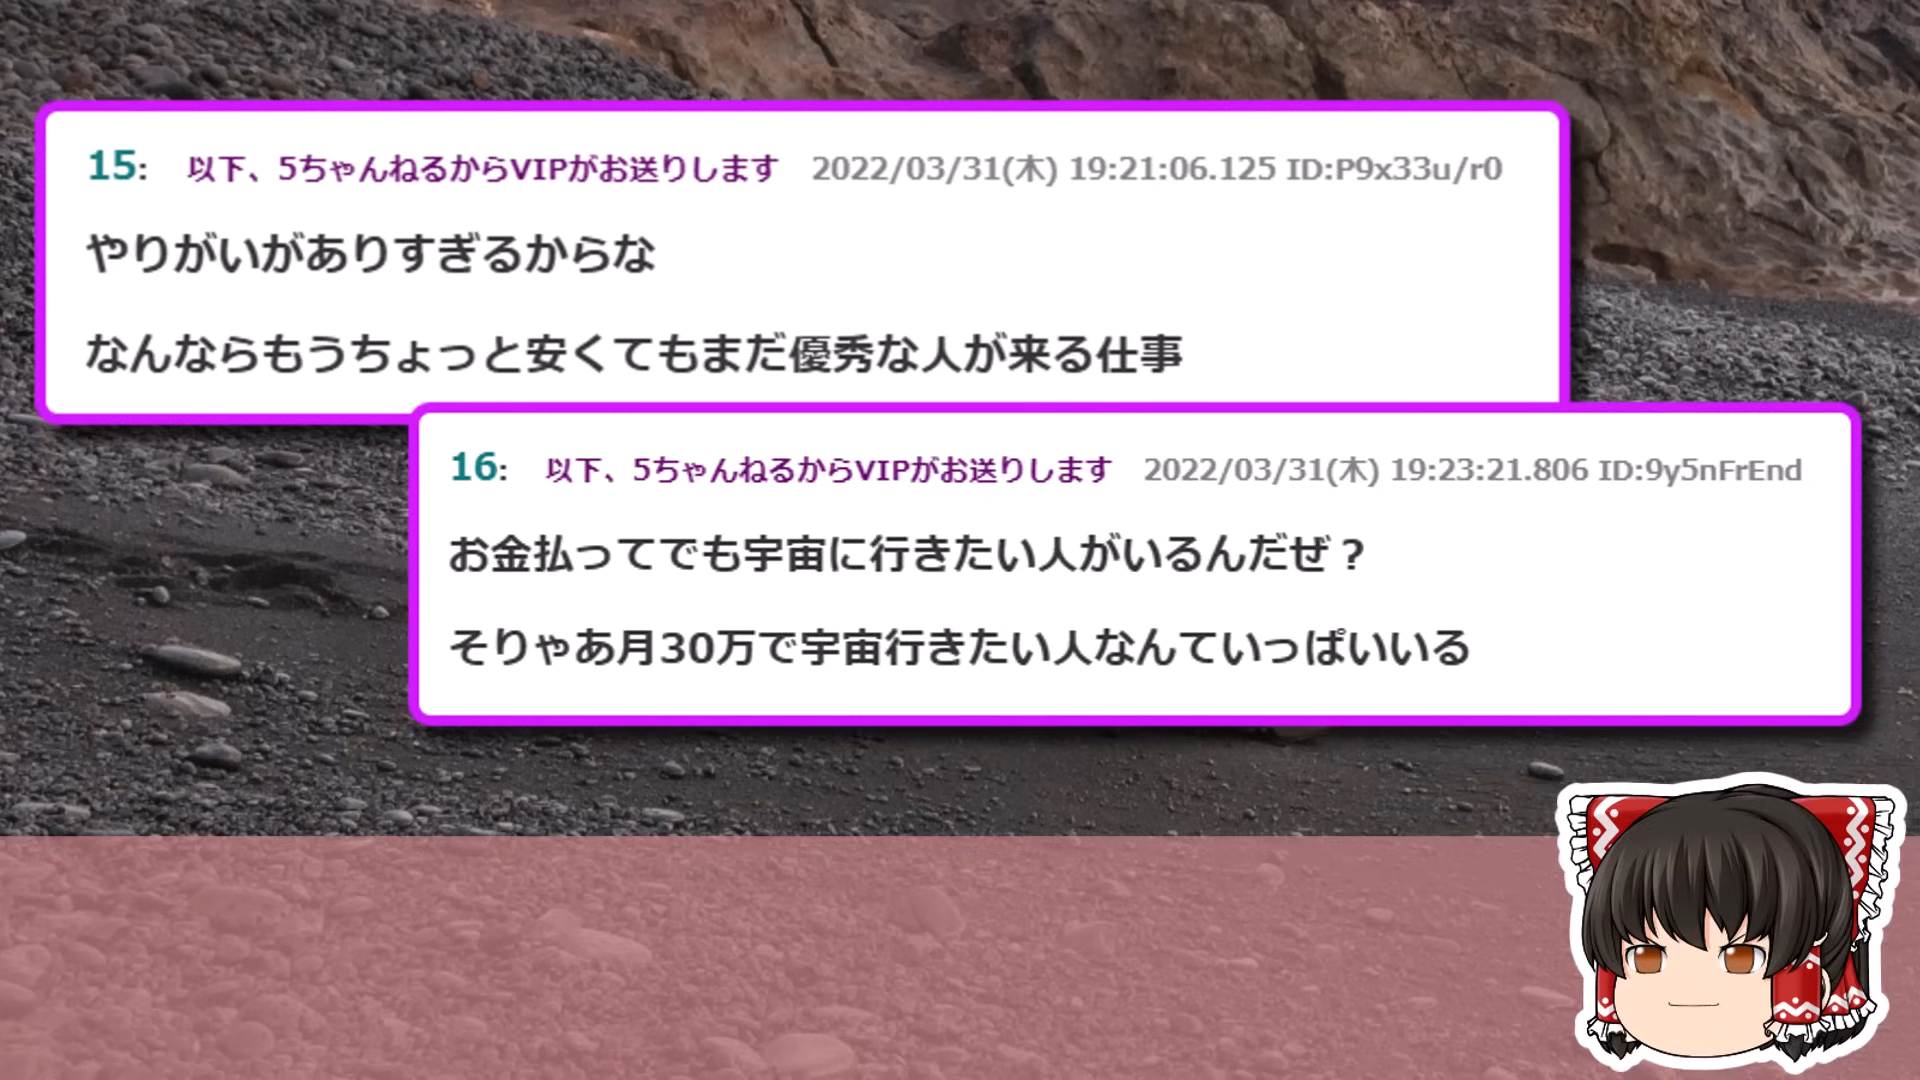 15: 以下、5ちゃんねるからVIPがお送りします 2022/03/31(木) 19:21:06.125 ID:P9x33u/r0
やりがいがありすぎるからな
なんならもうちょっと安くてもまだ優秀な人が来る仕事
16: 以下、5ちゃんねるからVIPがお送りします 2022/03/31(木) 19:23:21.806 ID:9y5nFrEnd
お金払ってでも宇宙に行きたい人がいるんだぜ？
そりゃあ月30万で宇宙行きたい人なんていっぱいいる